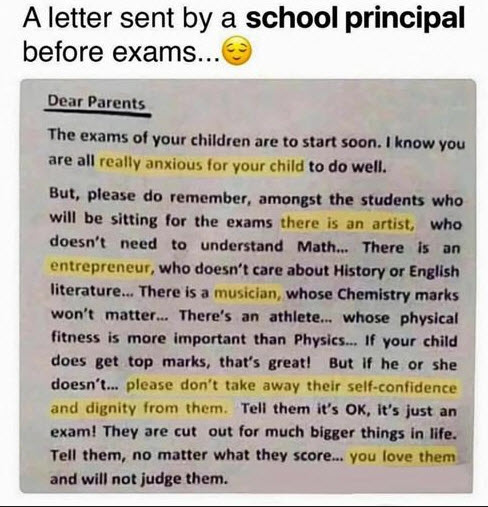 A letter sent by a school principal
before exams...😌
Dear Parents
The exams of your children are to start soon. I know you
are all really anxious for your child to do well.
But, please do remember, amongst the students who
will be sitting for the exams there is an artist, who
doesn't need to understand Math... There is an
entrepreneur, who doesn't care about History or English
literature... There is a musician, whose Chemistry marks
won't matter... There's an athlete... whose physical
fitness is more important than Physics... If your child
does get top marks, that's great! But if he or she
doesn't... please don't take away their self-confidence
and dignity from them. Tell them it's OK, it's just an
exam! They are cut out for much bigger things in life.
Tell them, no matter what they score... you love them
and will not judge them.